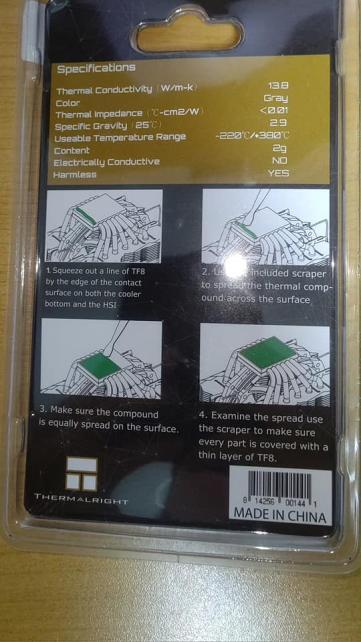 Specifications
Thermal Conductivity (W/m-k) 13.8
Color Gray
Thermal Impedance (℃-cm2/W) <0.01
Specific Gravity (25℃) 2.9
Useable Temperature Range -220℃/+380℃
Content 2g
Electrically Conductive NO
Harmless YES
1. Squeeze out a line of TF8
by the edge of the contact
surface on both the cooler
bottom and the HSI
2. included scraper
to spread the thermal comp-
ound across the surface
3. Make sure the compound
is equally spread on the surface.
4. Examine the spread use
the scraper to make sure
every part is covered with a
thin layer of TF8.
THERMALRIGHT
8 14256 00144 1
MADE IN CHINA